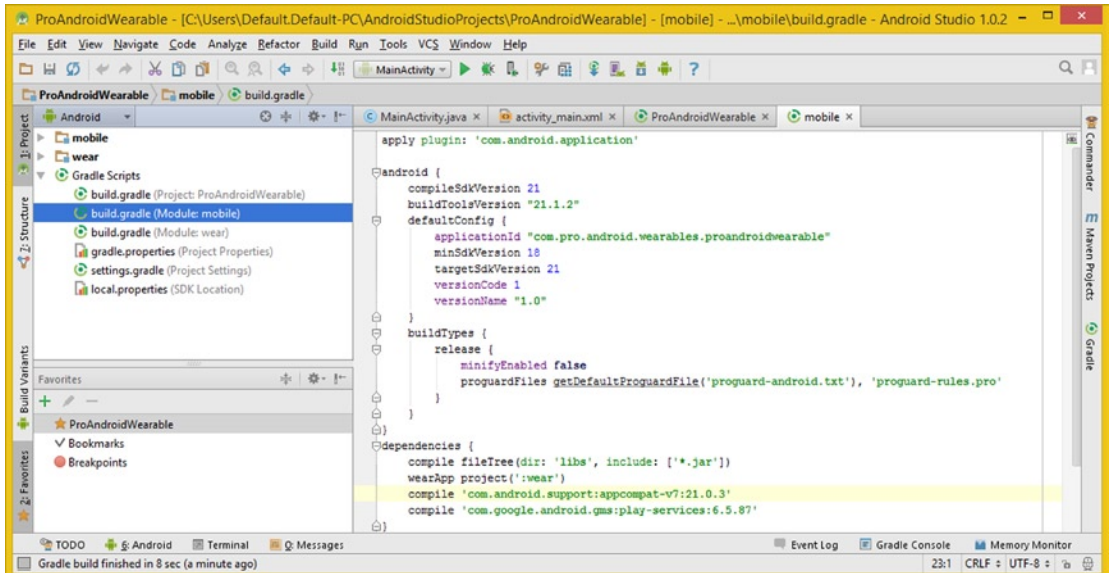 ProAndroidWearable - [C:\Users\Default.Default-PC\AndroidStudioProjects\ProAndroidWearable] - [mobile] - ...\mobile\build.gradle - Android Studio 1.0.2
File Edit View Navigate Code Analyze Refactor Build Run Tools VCS Window Help
MainActivity
ProAndroidWearable mobile build.gradle
1: Project
7: Structure
Build Variants
2: Favorites
Android
mobile
wear
Gradle Scripts
build.gradle (Project: ProAndroidWearable)
build.gradle (Module: mobile)
build.gradle (Module: wear)
gradle.properties (Project Properties)
settings.gradle (Project Settings)
local.properties (SDK Location)
Favorites
ProAndroidWearable
Bookmarks
Breakpoints
MainActivity.java activity_main.xml ProAndroidWearable mobile
apply plugin: 'com.android.application'
android {
compileSdkVersion 21
buildToolsVersion "21.1.2"
defaultConfig {
applicationId "com.pro.android.wearables.proandroidwearable"
minSdkVersion 18
targetSdkVersion 21
versionCode 1
versionName "1.0"
}
buildTypes {
release {
minifyEnabled false
proguardFiles getDefaultProguardFile('proguard-android.txt'), 'proguard-rules.pro'
}
}
}
dependencies {
compile fileTree(dir: 'libs', include: ['*.jar'])
wearApp project(':wear')
compile 'com.android.support:appcompat-v7:21.0.3'
compile 'com.google.android.gms:play-services:6.5.87'
}
Commander
m Maven Projects
Gradle
TODO 6: Android Terminal 0: Messages Event Log Gradle Console Memory Monitor
Gradle build finished in 8 sec (a minute ago) 23:1 CRLF UTF-8